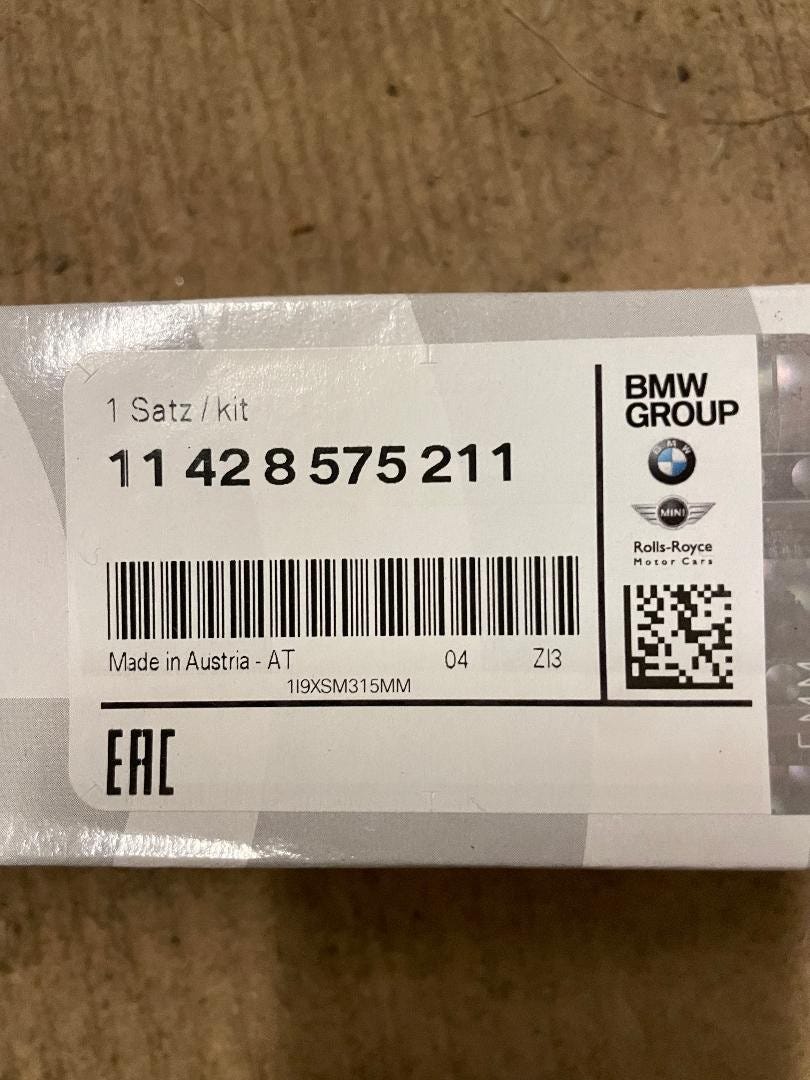 1 Satz / kit
11 42 8 575 211
Made in Austria - AT 04 ZI3
1I9XSM315MM
EAC
BMW
GROUP
BMW
MINI
Rolls-Royce
Motor Cars